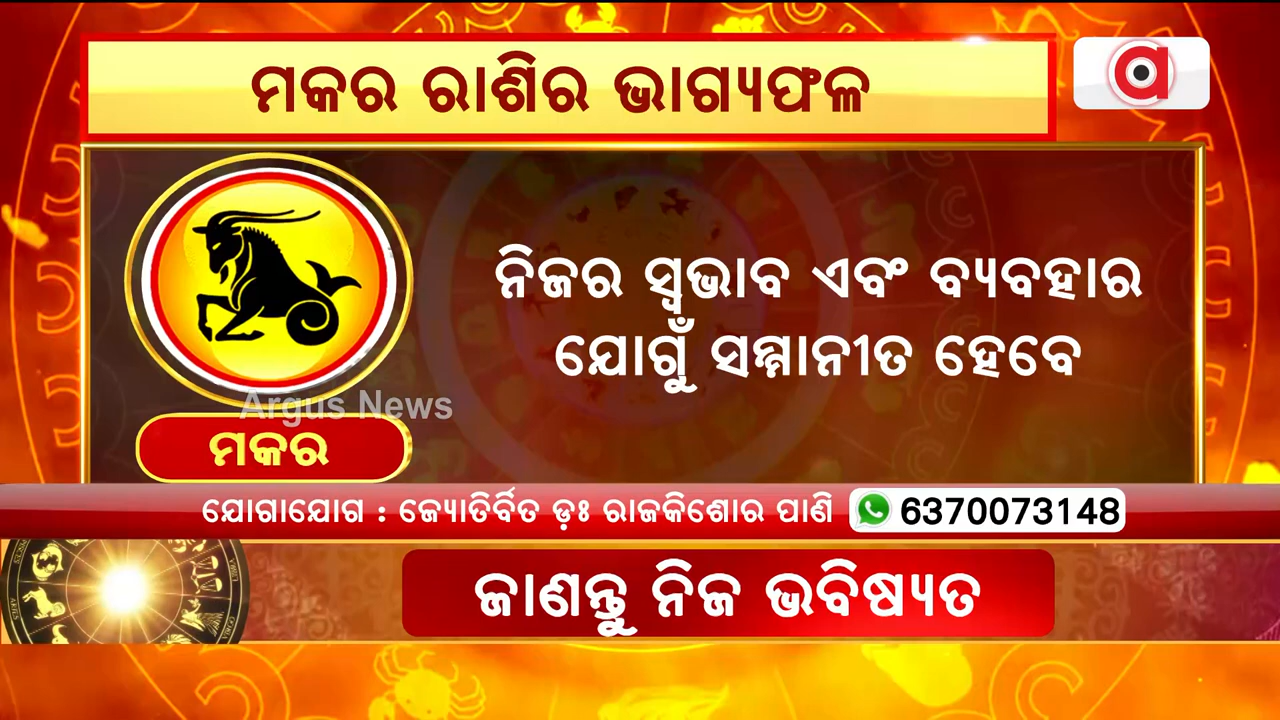 ମକର ରାଶିର ଭାଗ୍ୟଫଳ
ନିଜର ସ୍ୱଭାବ ଏବଂ ବ୍ୟବହାର
ଯୋଗୁଁ ସମ୍ମାନୀତ ହେବେ
Argus News
ମକର
ଯୋଗାଯୋଗ : ଜ୍ୟୋତିର୍ବିତ ଡ଼ଃ ରାଜକିଶୋର ପାଣି 6370073148
ଜାଣନ୍ତୁ ନିଜ ଭବିଷ୍ୟତ